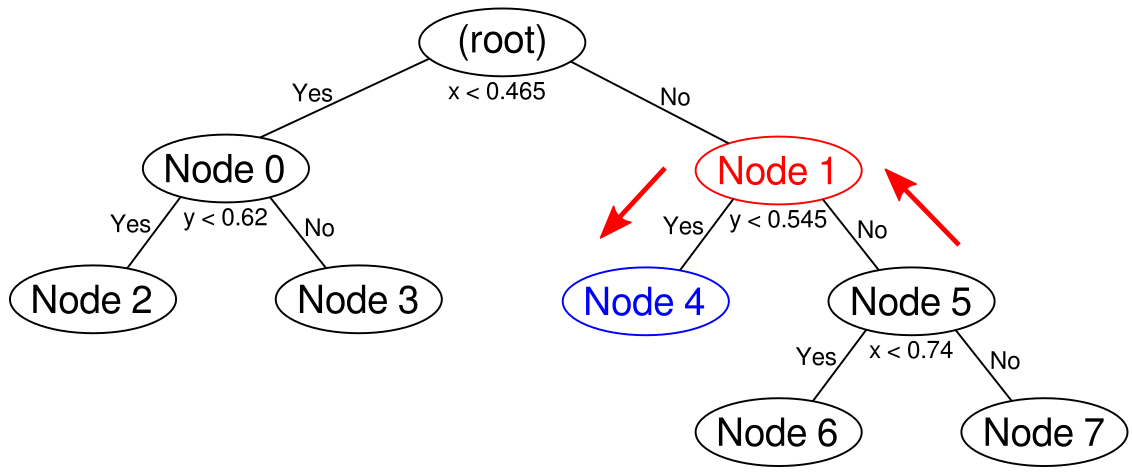 (root)
x < 0.465
Yes
No
Node 0
Node 1
y < 0.62
y < 0.545
Yes
No
Yes
No
Node 2
Node 3
Node 4
Node 5
x < 0.74
Yes
No
Node 6
Node 7